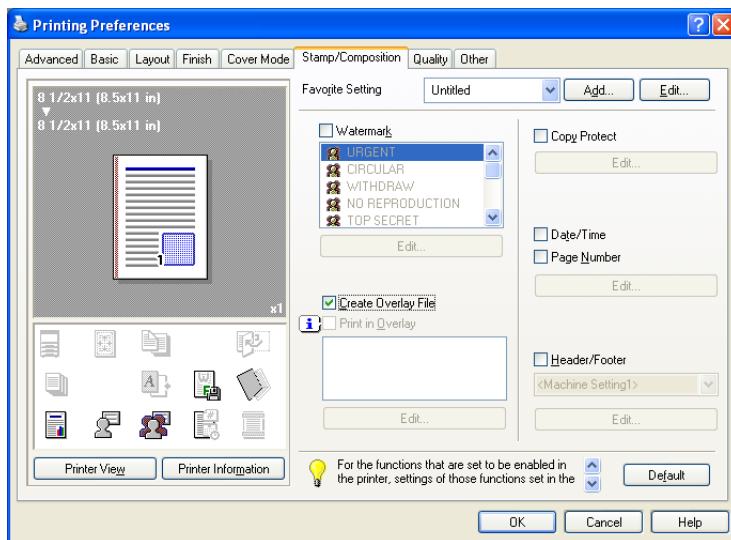 Printing Preferences
Advanced Basic Layout Finish Cover Mode Stamp/Composition Quality Other
8 1/2x11 (8.5x11 in)
8 1/2x11 (8.5x11 in)
1
x1
Printer View Printer Information
Favorite Setting Untitled Add... Edit...
Watermark
URGENT
CIRCULAR
WITHDRAW
NO REPRODUCTION
TOP SECRET
Edit...
Create Overlay File
Print in Overlay
Edit...
Copy Protect
Edit...
Date/Time
Page Number
Edit...
Header/Footer
<Machine Setting1>
Edit...
For the functions that are set to be enabled in
the printer, settings of those functions set in the
Default
OK Cancel Help